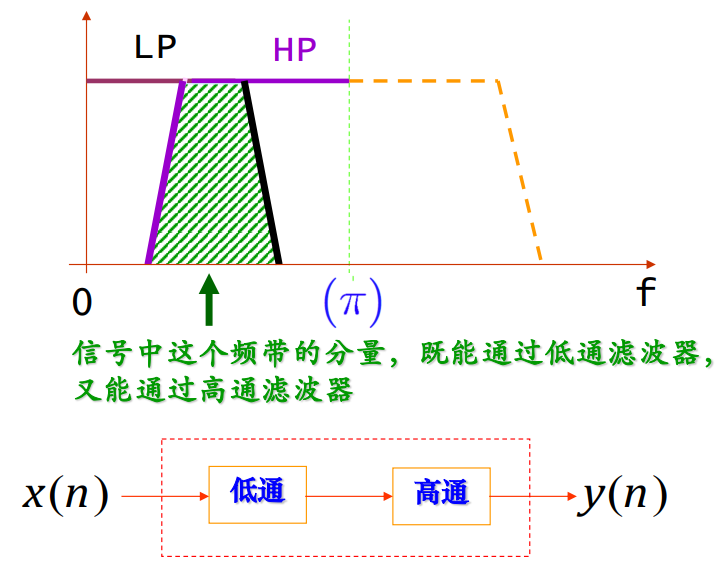 LP HP
0 (π) f
信号中这个频带的分量，既能通过低通滤波器，
又能通过高通滤波器
x(n) 低通 高通 y(n)